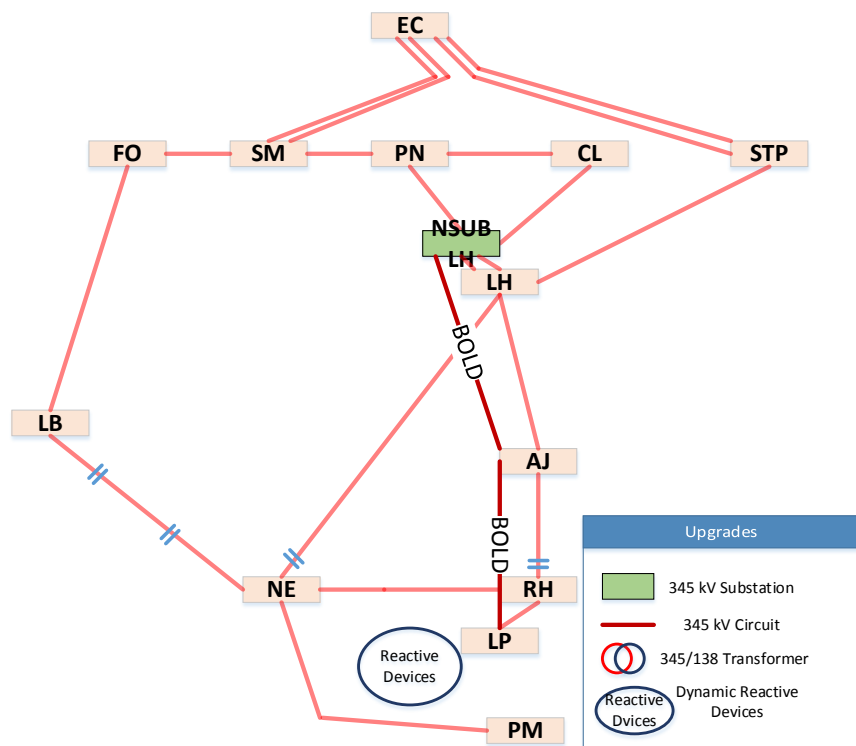 EC
FO
SM
PN
CL
STP
NSUB
LH
LH
BOLD
LB
AJ
BOLD
NE
RH
LP
Reactive
Devices
PM
Upgrades
345 kV Substation
345 kV Circuit
345/138 Transformer
Reactive
Dvices
Dynamic Reactive
Devices